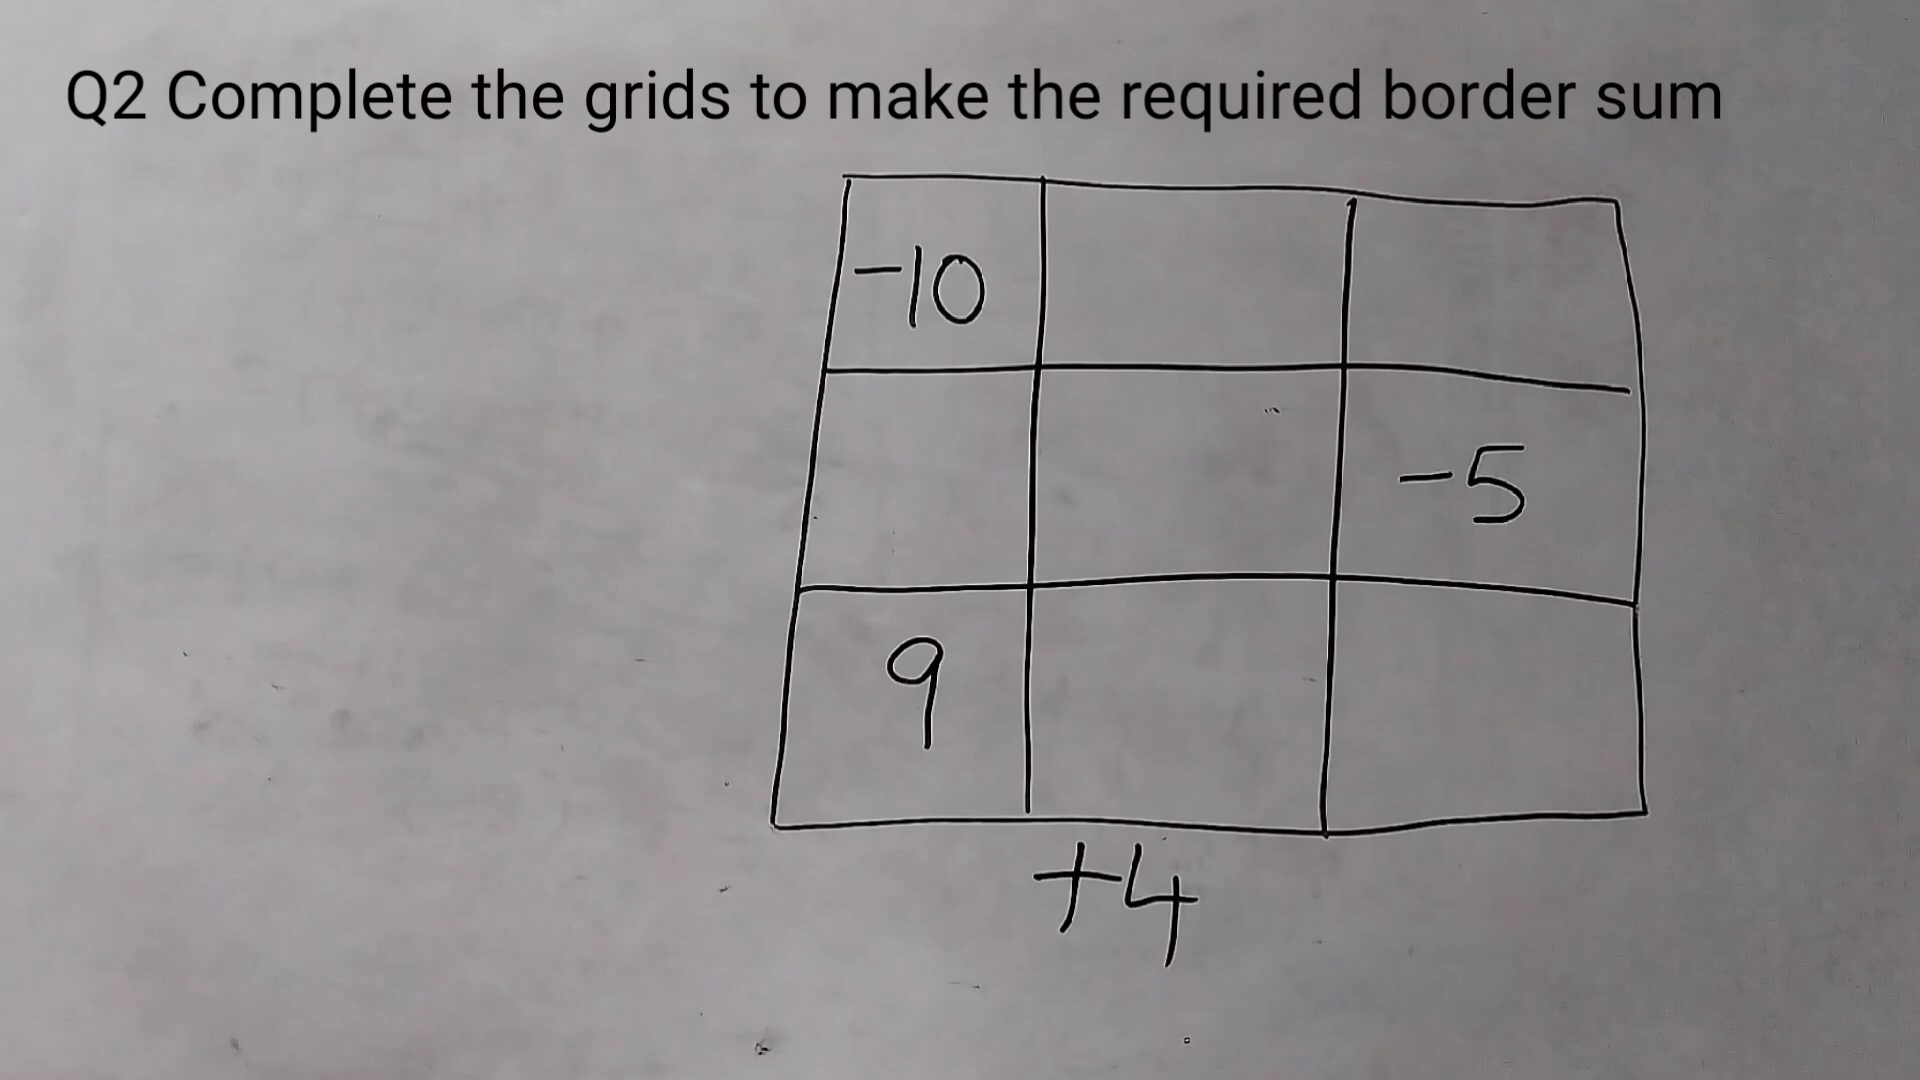 Q2 Complete the grids to make the required border sum
-10
-5
9
+4